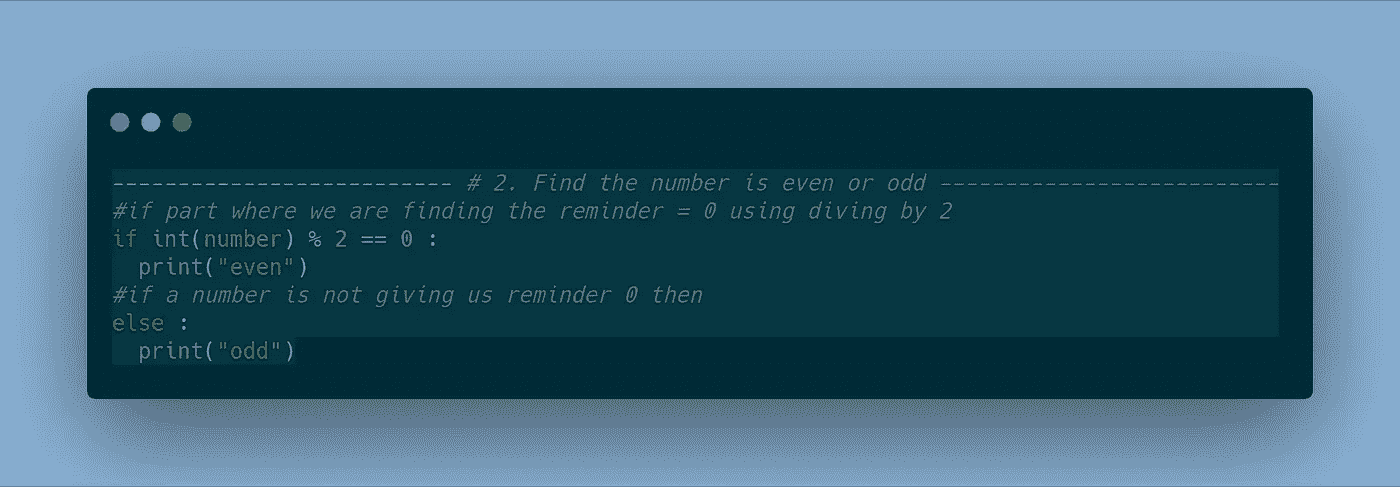 -------------------------- # 2. Find the number is even or odd --------------------------
#if part where we are finding the reminder = 0 using diving by 2
if int(number) % 2 == 0 :
  print("even")
#if a number is not giving us reminder 0 then
else :
  print("odd")